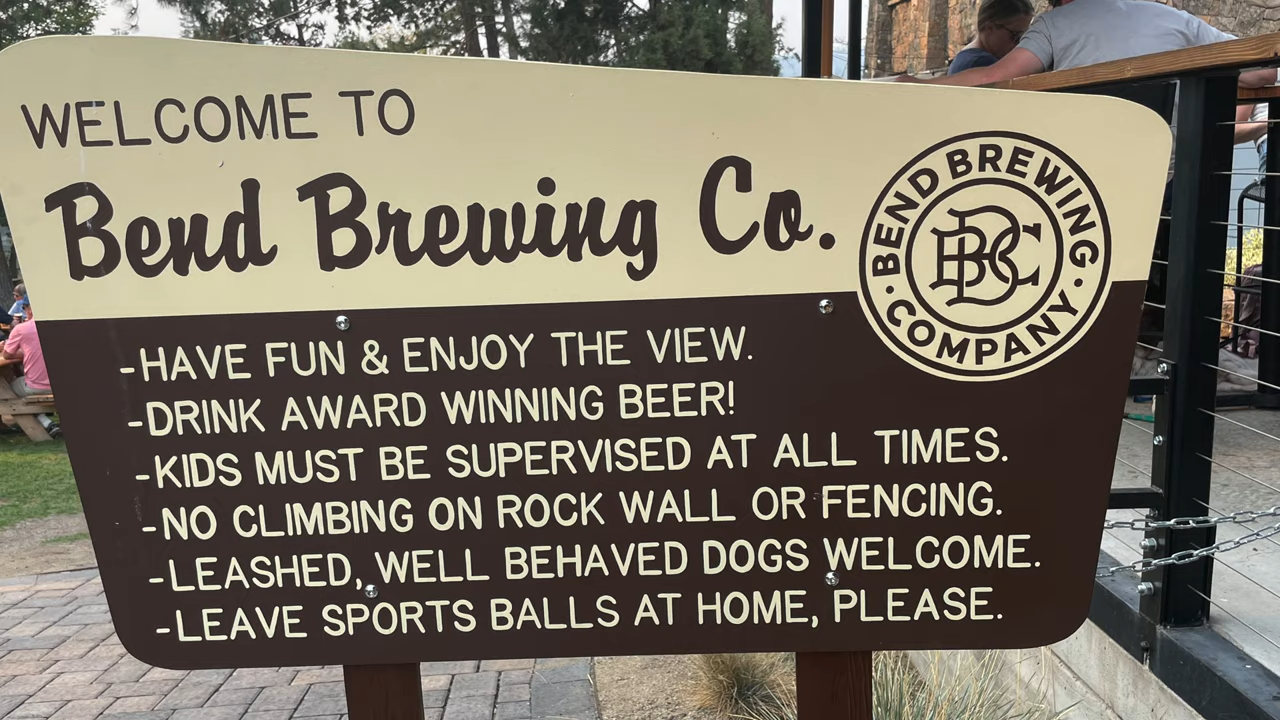 WELCOME TO
Bend Brewing Co.
BEND BREWING
COMPANY
BBC
-HAVE FUN & ENJOY THE VIEW.
-DRINK AWARD WINNING BEER!
-KIDS MUST BE SUPERVISED AT ALL TIMES.
-NO CLIMBING ON ROCK WALL OR FENCING.
-LEASHED, WELL BEHAVED DOGS WELCOME.
-LEAVE SPORTS BALLS AT HOME, PLEASE.